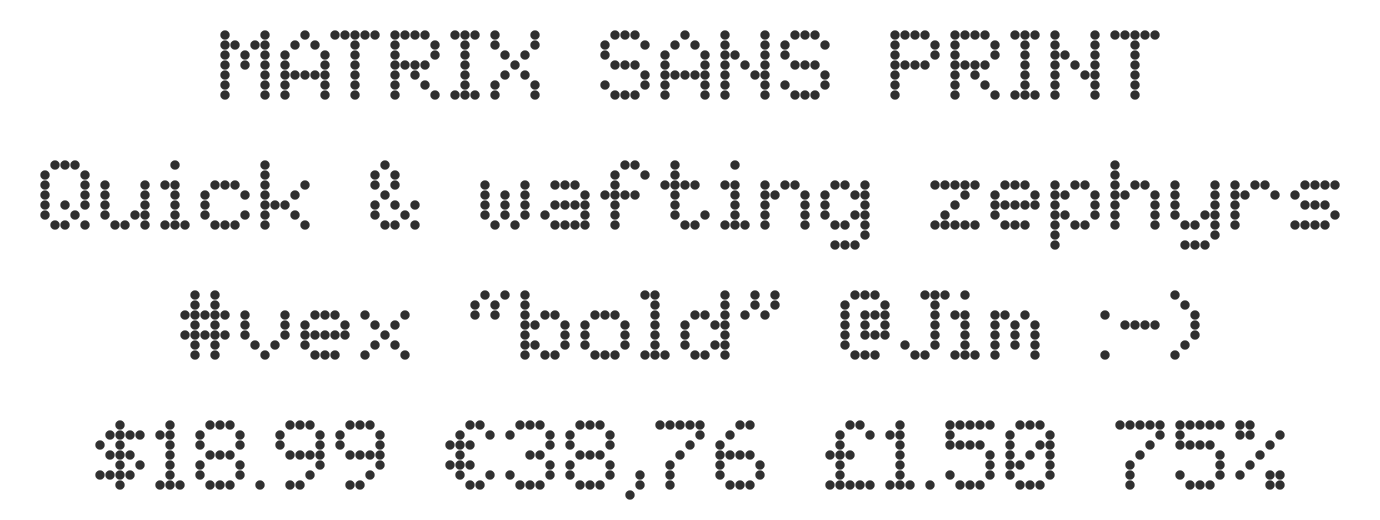 MATRIX SANS PRINT
Quick & wafting zephyrs
#vex “bold” @Jim :-)
$18.99 €38,76 £1.50 75%